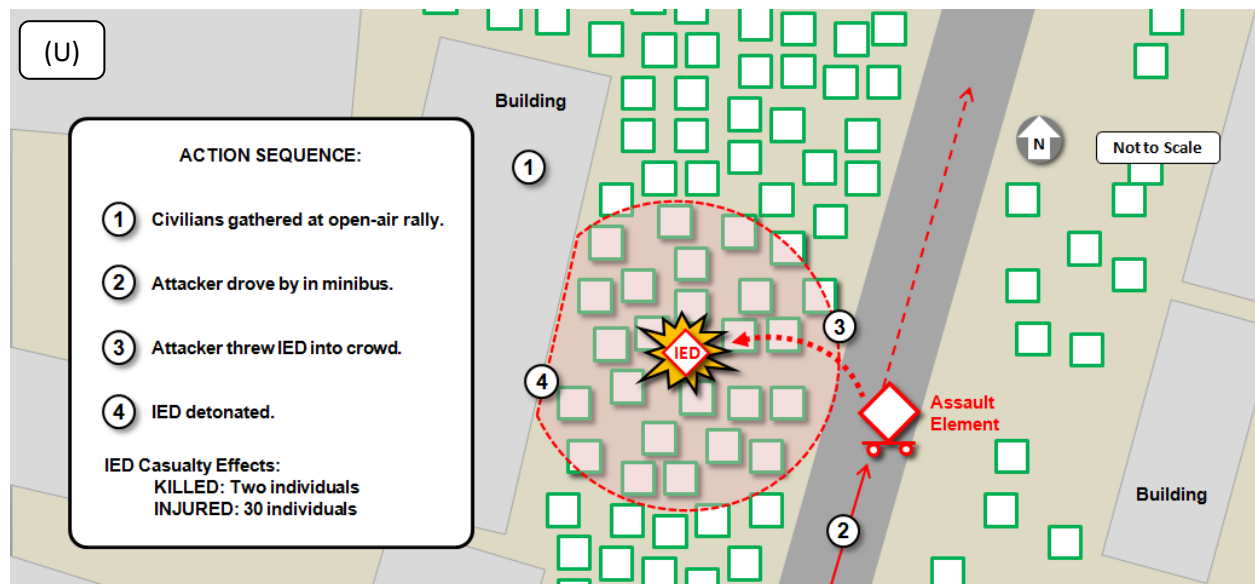 (U)
Building
1
N
Not to Scale
ACTION SEQUENCE:
1 Civilians gathered at open-air rally.
2 Attacker drove by in minibus.
3 Attacker threw IED into crowd.
4 IED detonated.
IED Casualty Effects:
KILLED: Two individuals
INJURED: 30 individuals
3
IED
4
Assault
Element
Building
2